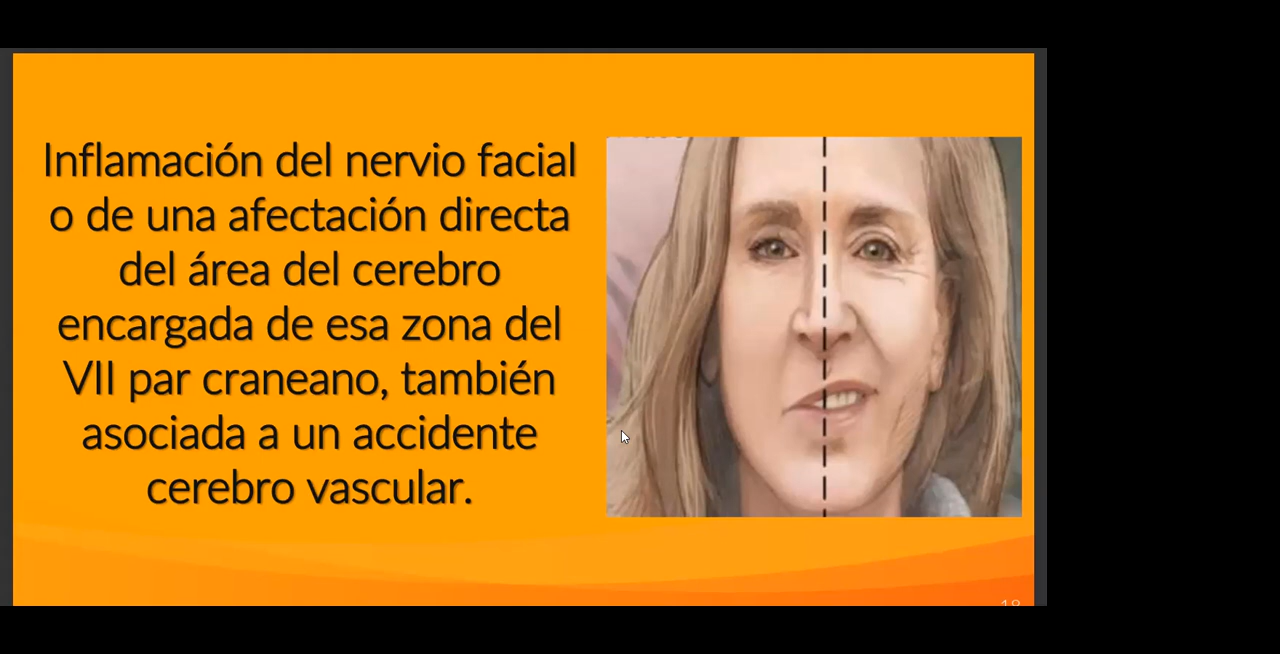 Inflamación del nervio facial
o de una afectación directa
del área del cerebro
encargada de esa zona del
VII par craneano, también
asociada a un accidente
cerebro vascular.